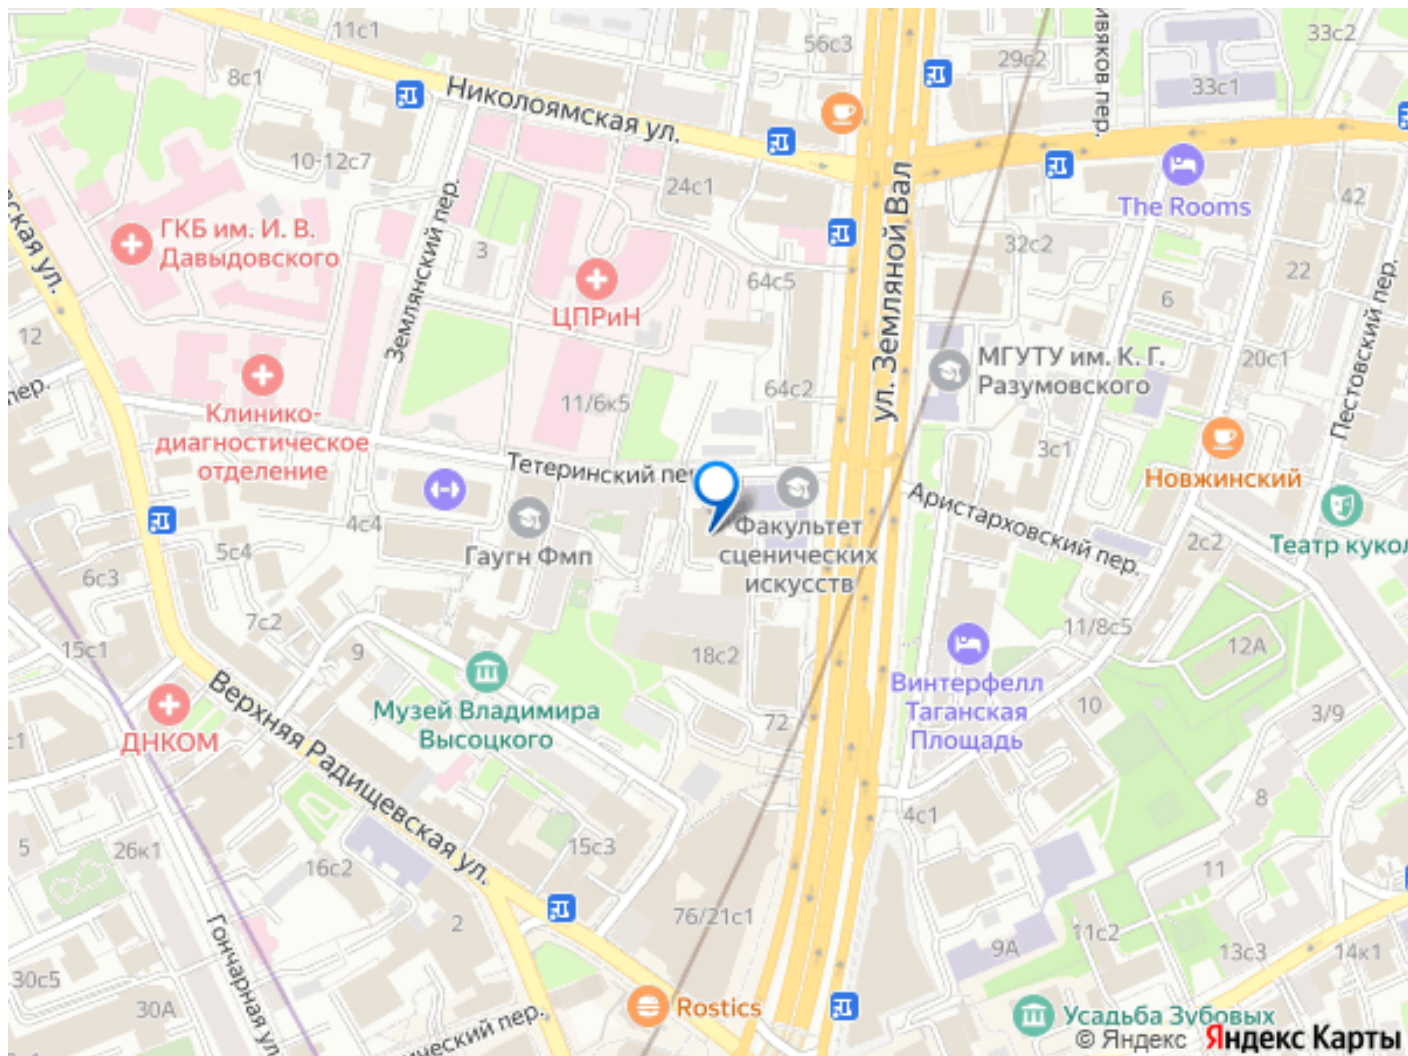 11с1
56с3
29с2
ивяков пер.
33с2
33с1
8с1
Николоямская ул.
10-12с7
24с1
The Rooms
42
ская ул.
ГКБ им. И. В.
Давыдовского
Землянский пер.
3
ЦПРиН
64с5
ул. Земляной Вал
32с2
22
6
Пестовский пер.
12
пер.
Клинико-
диагностическое
отделение
11/6к5
64с2
МГУТУ им. К. Г.
Разумовского
20с1
3с1
Новжинский
Тетеринский пер
Аристарховский пер.
4с4
Гаугн Фмп
Факультет
сценических
искусств
2с2
Театр кукол
5с4
6с3
7с2
15с1
9
18с2
11/8с5
12А
Верхняя Радищевская ул.
Музей Владимира
Высоцкого
72
Винтерфелл
Таганская
Площадь
10
3/9
ДНКОМ
с1
4с1
8
5
26к1
16с2
15с3
11
2
76/21с1
9А
11с2
13с3
14к1
Гончарная ул
30с5
30А
ический пер.
Rostics
Усадьба Зубовых
© Яндекс Яндекс Карты